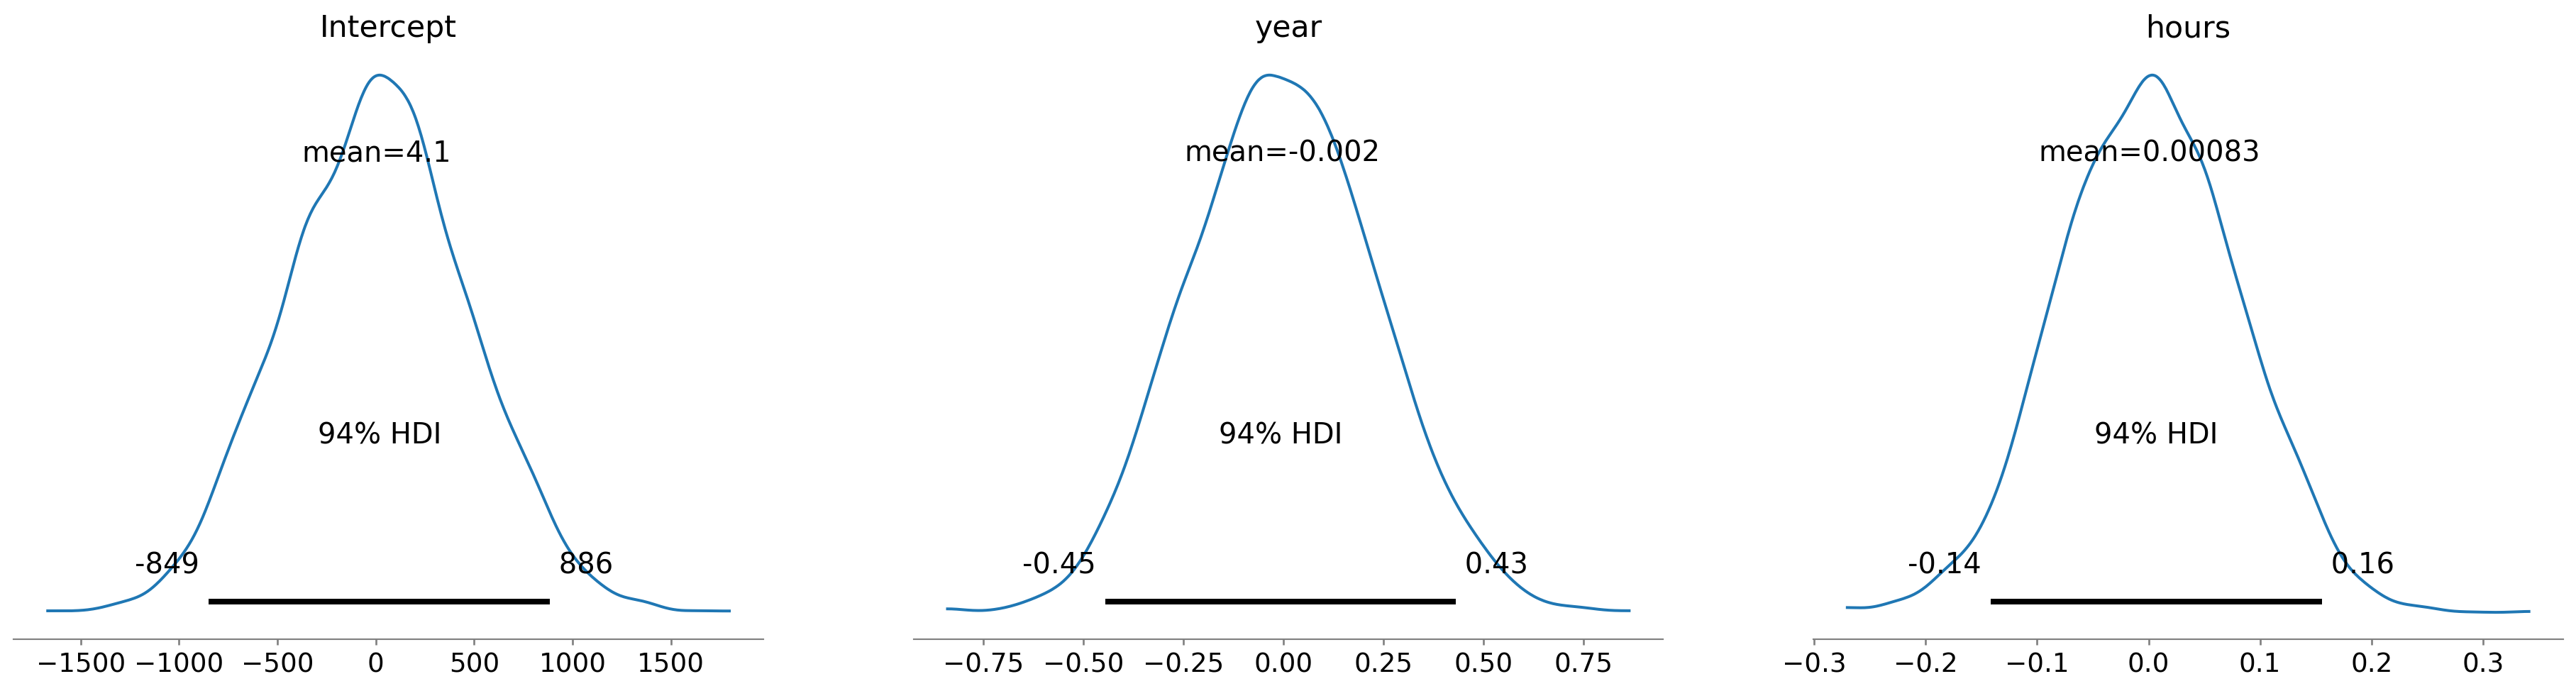 Intercept
mean=4.1
94% HDI
-849
886
−1500 −1000 −500 0 500 1000 1500
year
mean=-0.002
94% HDI
-0.45
0.43
−0.75 −0.50 −0.25 0.00 0.25 0.50 0.75
hours
mean=0.00083
94% HDI
-0.14
0.16
−0.3 −0.2 −0.1 0.0 0.1 0.2 0.3